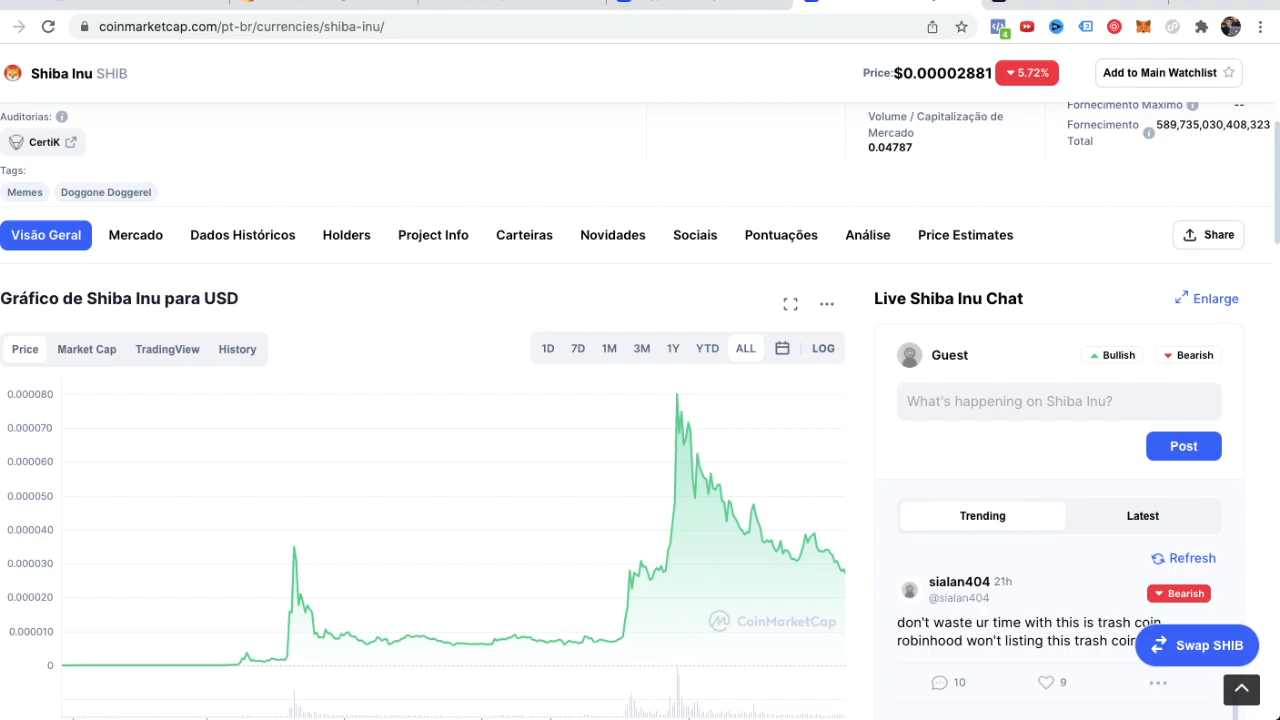 coinmarketcap.com/pt-br/currencies/shiba-inu/
4
Shiba Inu SHIB
Price:$0.00002881
5.72%
Add to Main Watchlist
Auditorias:
CertiK
Tags:
Memes
Doggone Doggerel
Volume / Capitalização de
Mercado
0.04787
Fornecimento Máximo
--
Fornecimento
Total
589,735,030,408,323
Visão Geral
Mercado
Dados Históricos
Holders
Project Info
Carteiras
Novidades
Sociais
Pontuações
Análise
Price Estimates
Share
Gráfico de Shiba Inu para USD
Price
Market Cap
TradingView
History
1D
7D
1M
3M
1Y
YTD
ALL
LOG
0.000080
0.000070
0.000060
0.000050
0.000040
0.000030
0.000020
0.000010
0
CoinMarketCap
Live Shiba Inu Chat
Enlarge
Guest
Bullish
Bearish
What's happening on Shiba Inu?
Post
Trending
Latest
Refresh
sialan404 21h
@sialan404
Bearish
don't waste ur time with this is trash coin
robinhood won't listing this trash coin
Swap SHIB
10
9